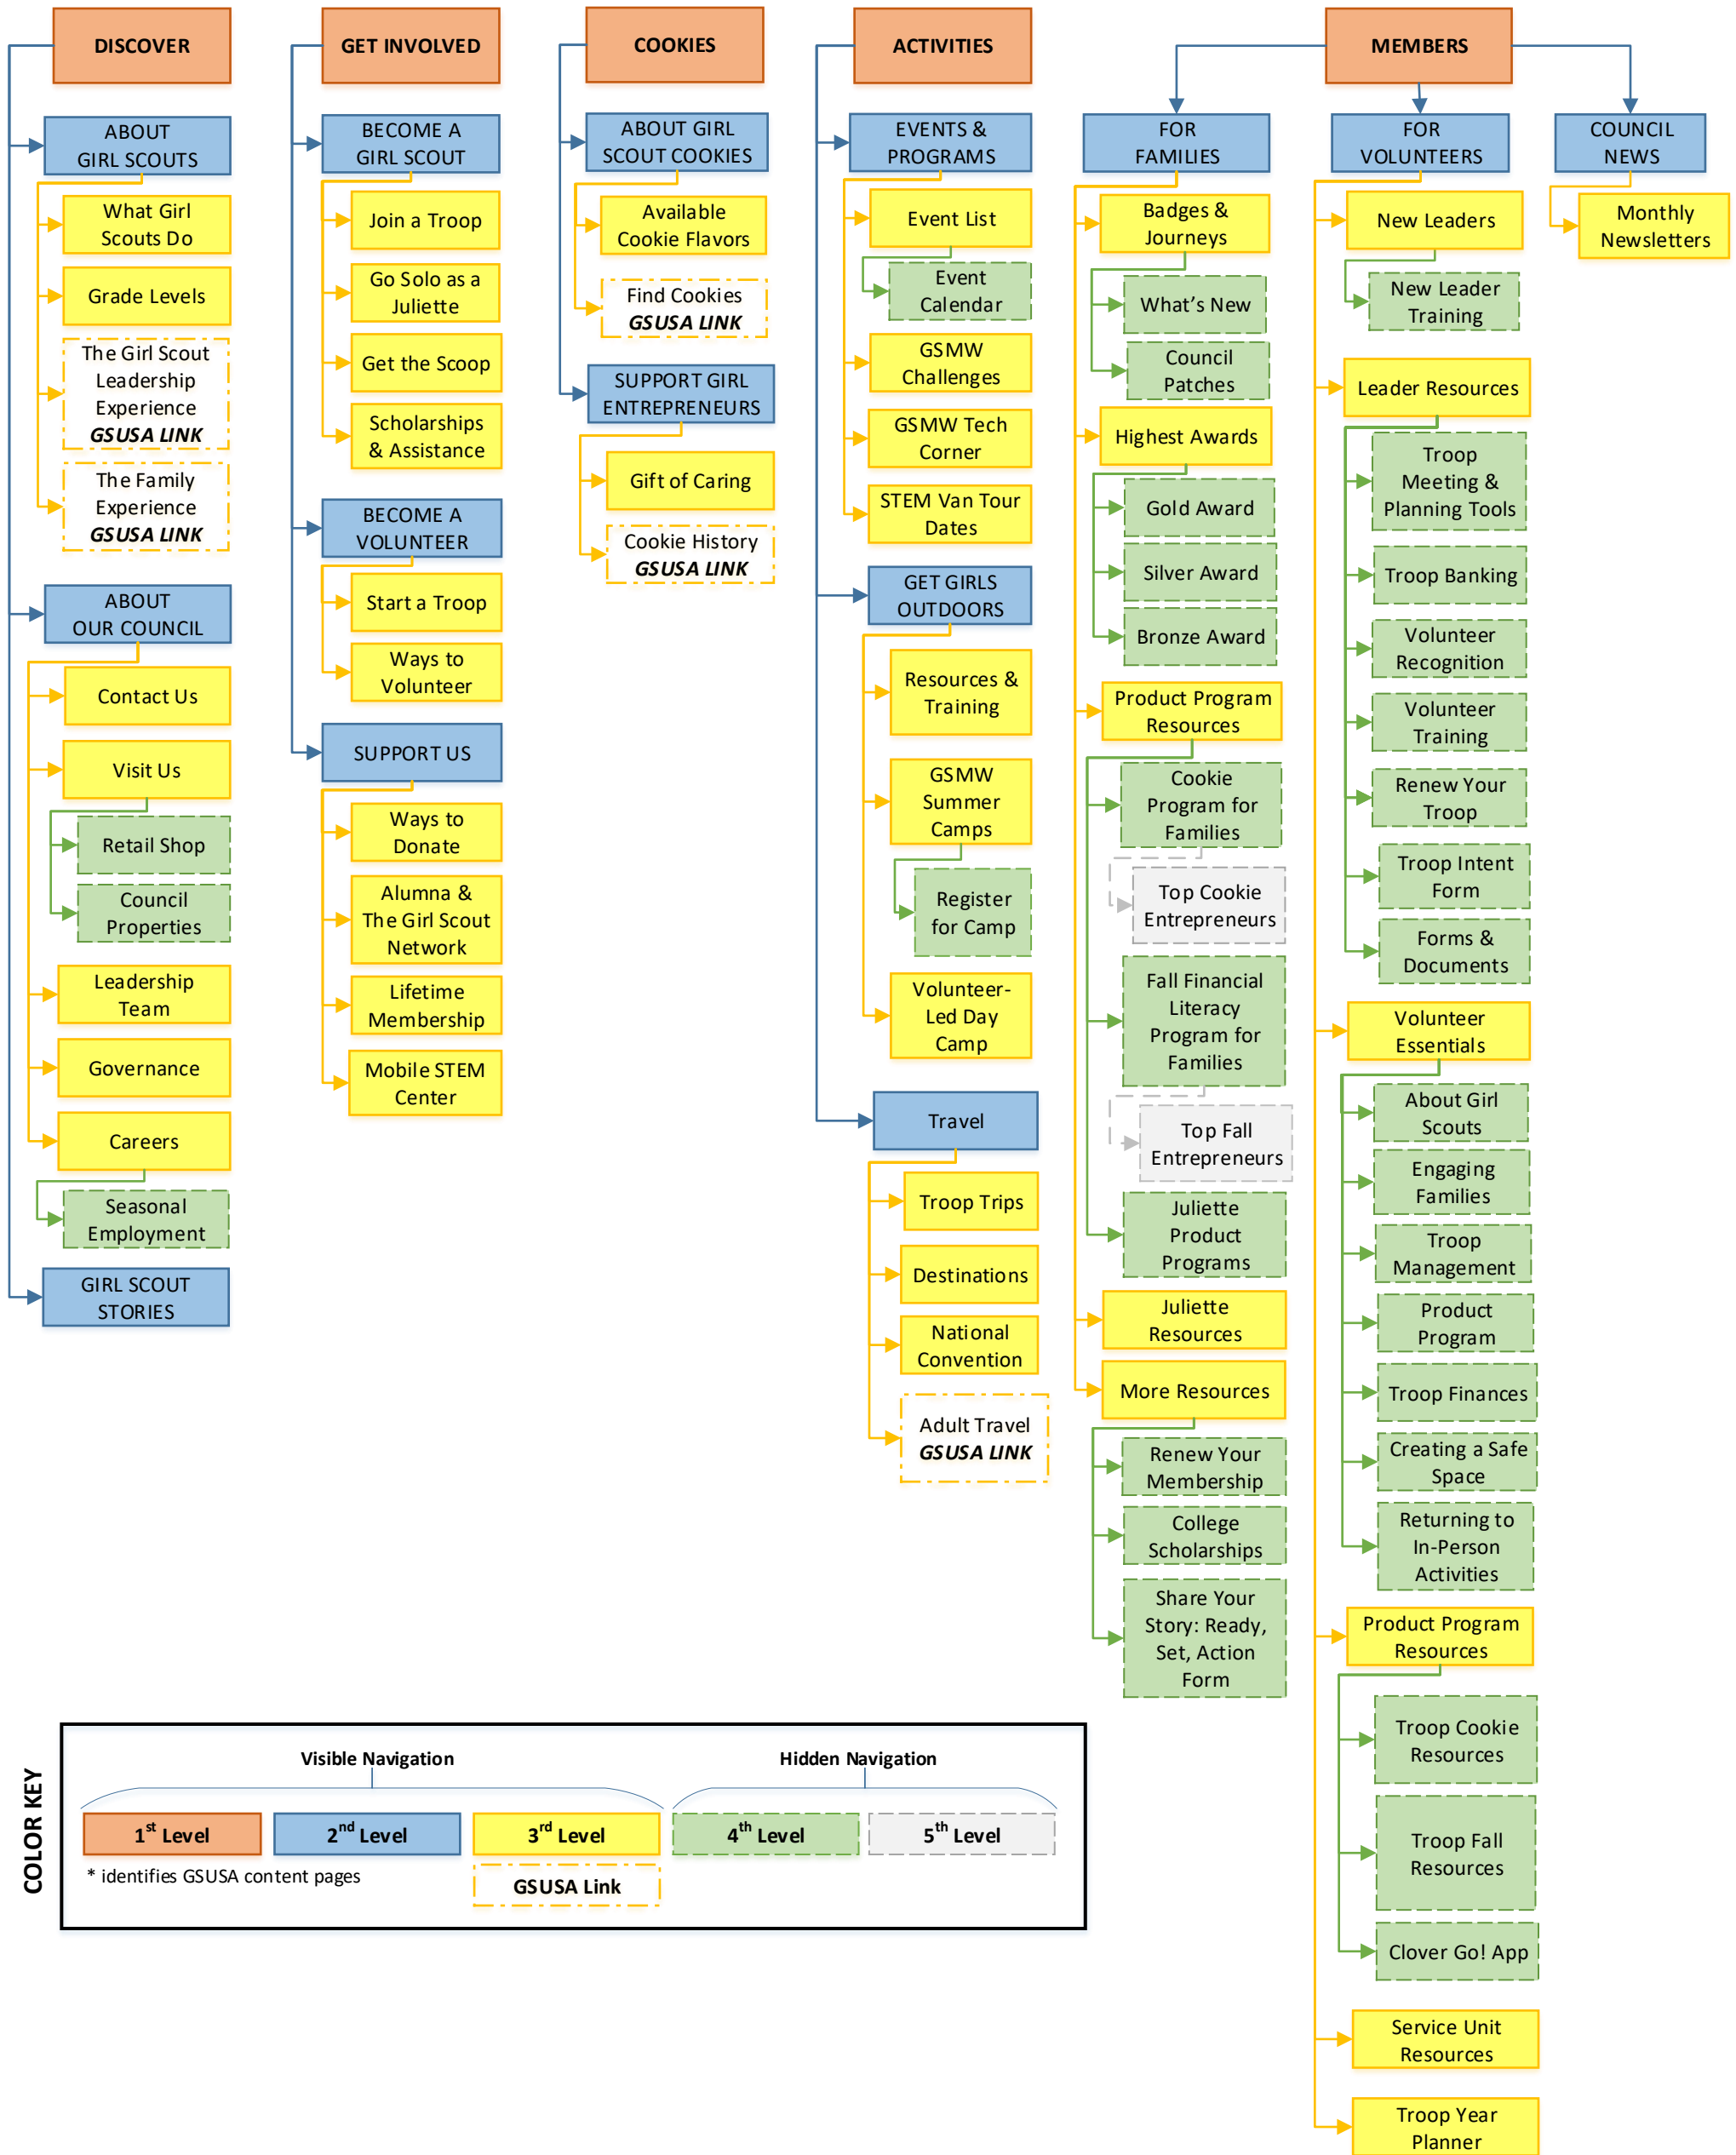 DISCOVER
ABOUT
GIRL SCOUTS
What Girl
Scouts Do
Grade Levels
The Girl Scout
Leadership
Experience
GSUSA LINK
The Family
Experience
GSUSA LINK
ABOUT
OUR COUNCIL
Contact Us
Visit Us
Retail Shop
Council
Properties
Leadership
Team
Governance
Careers
Seasonal
Employment
GIRL SCOUT
STORIES
GET INVOLVED
BECOME A
GIRL SCOUT
Join a Troop
Go Solo as a
Juliette
Get the Scoop
Scholarships
& Assistance
BECOME A
VOLUNTEER
Start a Troop
Ways to
Volunteer
SUPPORT US
Ways to
Donate
Alumna &
The Girl Scout
Network
Lifetime
Membership
Mobile STEM
Center
COOKIES
ABOUT GIRL
SCOUT COOKIES
Available
Cookie Flavors
Find Cookies
GSUSA LINK
SUPPORT GIRL
ENTREPRENEURS
Gift of Caring
Cookie History
GSUSA LINK
ACTIVITIES
EVENTS &
PROGRAMS
Event List
Event
Calendar
GSMW
Challenges
GSMW Tech
Corner
STEM Van Tour
Dates
GET GIRLS
OUTDOORS
Resources &
Training
GSMW
Summer
Camps
Register
for Camp
Volunteer-
Led Day
Camp
Travel
Troop Trips
Destinations
National
Convention
Adult Travel
GSUSA LINK
MEMBERS
FOR
FAMILIES
Badges &
Journeys
What's New
Council
Patches
Highest Awards
Gold Award
Silver Award
Bronze Award
Product Program
Resources
Cookie
Program for
Families
Top Cookie
Entrepreneurs
Fall Financial
Literacy
Program for
Families
Top Fall
Entrepreneurs
Juliette
Product
Programs
Juliette
Resources
More Resources
Renew Your
Membership
College
Scholarships
Share Your
Story: Ready,
Set, Action
Form
FOR
VOLUNTEERS
New Leaders
New Leader
Training
Leader Resources
Troop
Meeting &
Planning Tools
Troop Banking
Volunteer
Recognition
Volunteer
Training
Renew Your
Troop
Troop Intent
Form
Forms &
Documents
Volunteer
Essentials
About Girl
Scouts
Engaging
Families
Troop
Management
Product
Program
Troop Finances
Creating a Safe
Space
Returning to
In-Person
Activities
Product Program
Resources
Troop Cookie
Resources
Troop Fall
Resources
Clover Go! App
Service Unit
Resources
Troop Year
Planner
COUNCIL
NEWS
Monthly
Newsletters
COLOR KEY
Visible Navigation
Hidden Navigation
1st Level
2nd Level
3rd Level
4th Level
5th Level
* identifies GSUSA content pages
GSUSA Link